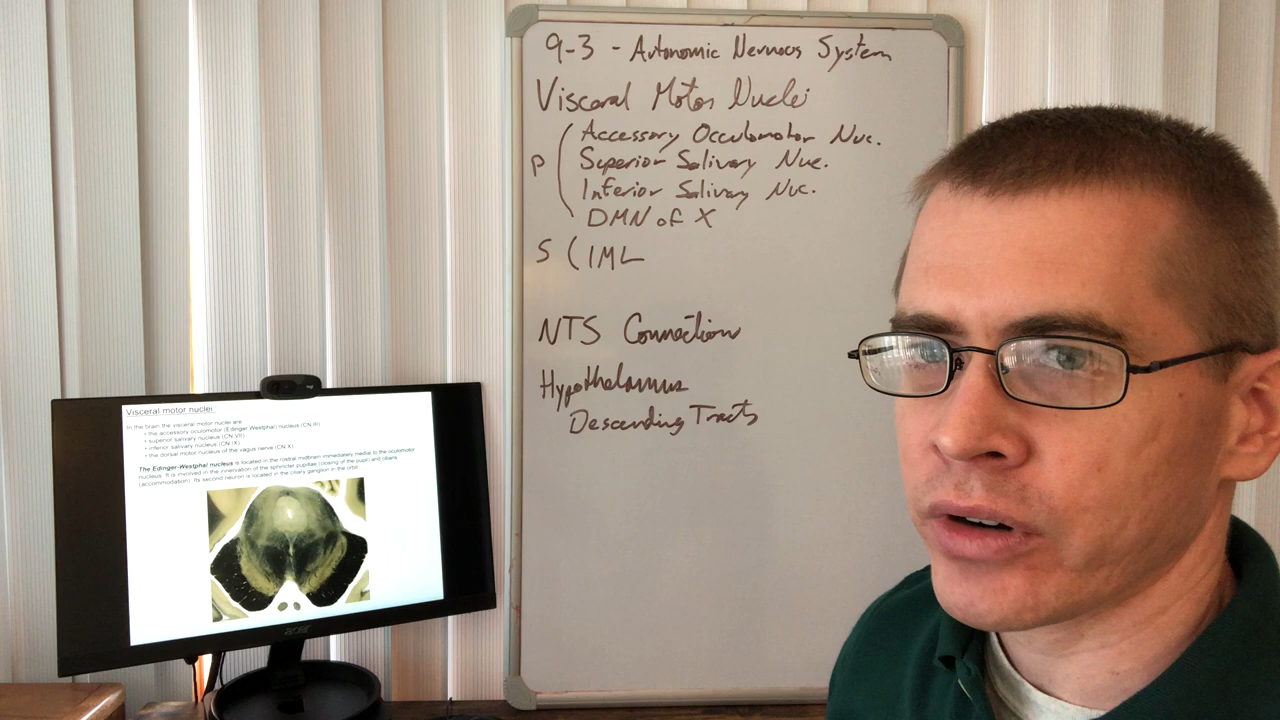 9-3 - Autonomic Nervous System
Visceral Motor Nuclei
P
Accessory Occulomotor Nuc.
Superior Salivary Nuc.
Inferior Salivary Nuc.
DMN of X
S ( IML
NTS Connection
Hypothalamus
Descending Tracts
Visceral motor nuclei
In the brain the visceral motor nuclei are
• the accessory oculomotor (Edinger Westphal) nucleus (CN III)
• superior salivary nucleus (CN VII)
• inferior salivary nucleus (CN IX)
• the dorsal motor nucleus of the vagus nerve (CN X)
The Edinger-Westphal nucleus is located in the rostral midbrain immediately medial to the oculomotor
nucleus. It is involved in the innervation of the sphincter pupillae (closing of the pupil) and ciliaris
(accommodation). Its second neuron is located in the ciliary ganglion in the orbit
acer